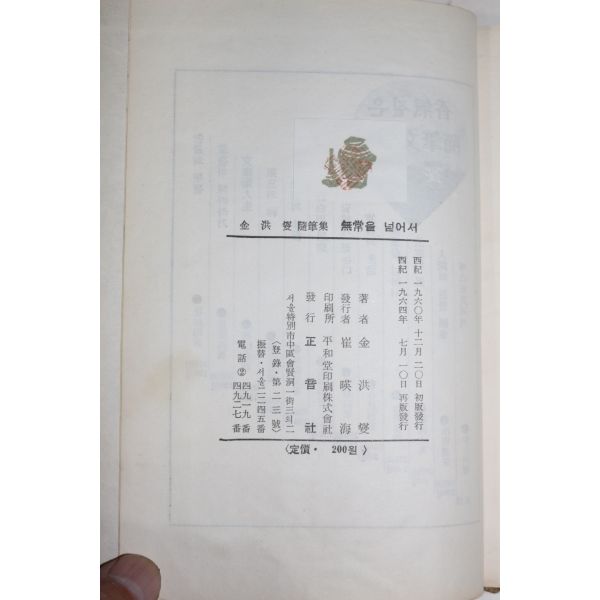 金洪燮 隨筆集 無常을 넘어서
西紀 一九六〇年 十二月 二〇日 初版發行
西紀 一九六四年 七月 一〇日 再版發行
著者 金洪燮
發行者 崔暎海
印刷所 平和堂印刷株式會社
發行 正音社
서울特別市中區會賢洞一街三의二
〈登錄·第二三號〉
振替·서울二二四五番
電話② 四九一九番
四九二七番
〈定價· 200원〉